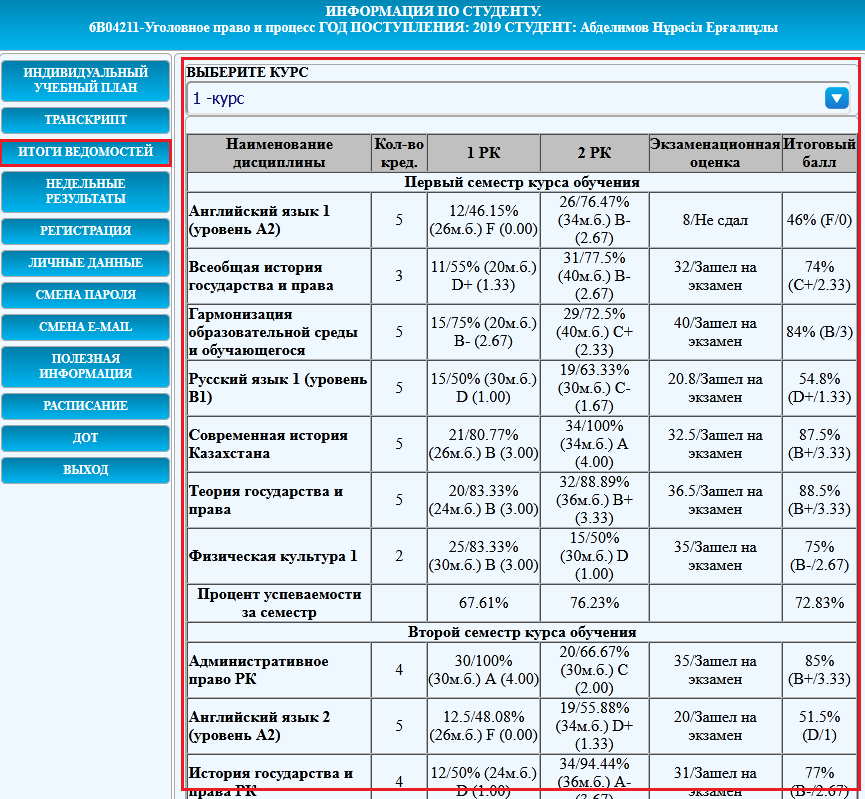 ИНФОРМАЦИЯ ПО СТУДЕНТУ.
6B04211-Уголовное право и процесс ГОД ПОСТУПЛЕНИЯ: 2019 СТУДЕНТ: Абделимов Нұрәсіл Ерғалиұлы
ИНДИВИДУАЛЬНЫЙ
УЧЕБНЫЙ ПЛАН
ТРАНСКРИПТ
ИТОГИ ВЕДОМОСТЕЙ
НЕДЕЛЬНЫЕ
РЕЗУЛЬТАТЫ
РЕГИСТРАЦИЯ
ЛИЧНЫЕ ДАННЫЕ
СМЕНА ПАРОЛЯ
СМЕНА E-MAIL
ПОЛЕЗНАЯ
ИНФОРМАЦИЯ
РАСПИСАНИЕ
ДОТ
ВЫХОД
ВЫБЕРИТЕ КУРС
1 -курс
Наименование
дисциплины
Кол-во
кред.
1 РК
2 РК
Экзаменационная
оценка
Итоговый
балл
Первый семестр курса обучения
Английский язык 1
(уровень А2)
5
12/46.15%
(26м.б.) F (0.00)
26/76.47%
(34м.б.) B-
(2.67)
8/Не сдал
46% (F/0)
Всеобщая история
государства и права
3
11/55% (20м.б.)
D+ (1.33)
31/77.5%
(40м.б.) B-
(2.67)
32/Зашел на
экзамен
74%
(C+/2.33)
Гармонизация
образовательной среды
и обучающегося
5
15/75% (20м.б.)
B- (2.67)
29/72.5%
(40м.б.) C+
(2.33)
40/Зашел на
экзамен
84% (B/3)
Русский язык 1 (уровень
В1)
5
15/50% (30м.б.)
D (1.00)
19/63.33%
(30м.б.) C-
(1.67)
20.8/Зашел на
экзамен
54.8%
(D+/1.33)
Современная история
Казахстана
5
21/80.77%
(26м.б.) B (3.00)
34/100%
(34м.б.) A
(4.00)
32.5/Зашел на
экзамен
87.5%
(B+/3.33)
Теория государства и
права
5
20/83.33%
(24м.б.) B (3.00)
32/88.89%
(36м.б.) B+
(3.33)
36.5/Зашел на
экзамен
88.5%
(B+/3.33)
Физическая культура 1
2
25/83.33%
(30м.б.) B (3.00)
15/50%
(30м.б.) D
(1.00)
35/Зашел на
экзамен
75%
(B-/2.67)
Процент успеваемости
за семестр
67.61%
76.23%
72.83%
Второй семестр курса обучения
Административное
право РК
4
30/100%
(30м.б.) A (4.00)
20/66.67%
(30м.б.) C
(2.00)
35/Зашел на
экзамен
85%
(B+/3.33)
Английский язык 2
(уровень А2)
5
12.5/48.08%
(26м.б.) F (0.00)
19/55.88%
(34м.б.) D+
(1.33)
20/Зашел на
экзамен
51.5%
(D/1)
История государства и
права РК
4
12/50% (24м.б.)
D (1.00)
34/94.44%
(36м.б.) A-
(3.67)
31/Зашел на
экзамен
77%
(B-/2.67)